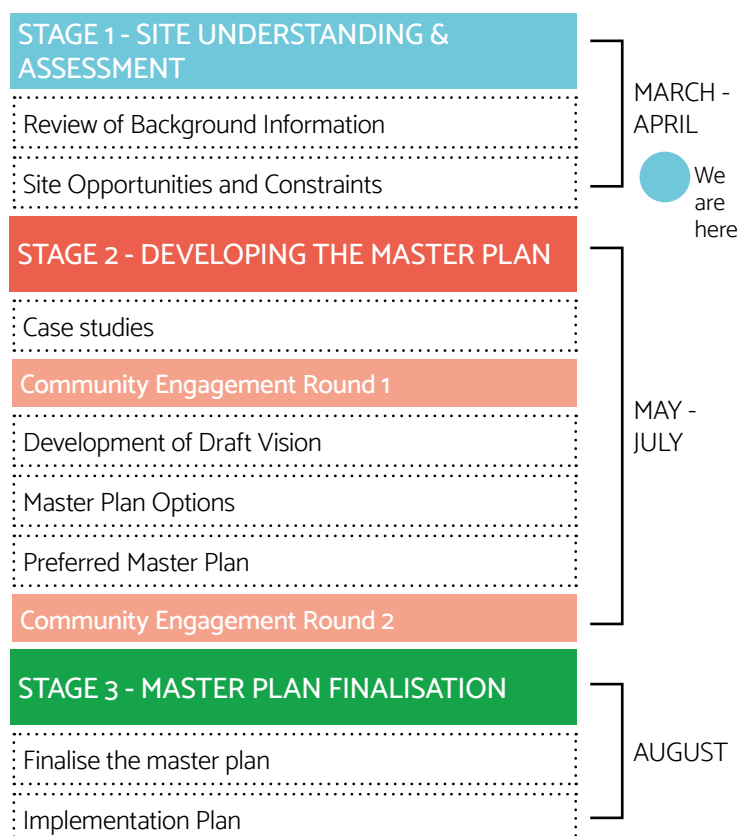 STAGE 1 - SITE UNDERSTANDING &
ASSESSMENT
Review of Background Information
Site Opportunities and Constraints
MARCH -
APRIL
We
are
here
STAGE 2 - DEVELOPING THE MASTER PLAN
Case studies
Community Engagement Round 1
Development of Draft Vision
Master Plan Options
Preferred Master Plan
Community Engagement Round 2
MAY -
JULY
STAGE 3 - MASTER PLAN FINALISATION
Finalise the master plan
Implementation Plan
AUGUST